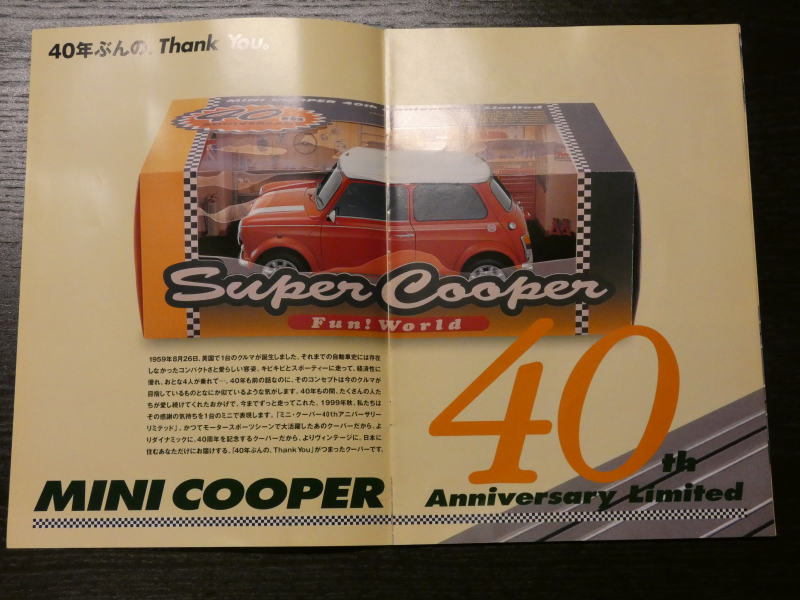 40年ぶんの、Thank You。
MINI COOPER 40th Limited
40th
Super Cooper
Fun! World
1959年8月26日、英国で1台のクルマが誕生しました。それまでの自動車史には存在
しなかったコンパクトさと愛らしい容姿。キビキビとスポーティーに走って、経済性に
優れ、おとな4人が乗れて…。40年も前の話なのに、そのコンセプトは今のクルマが
目指しているものとなにか似ているような気がします。40年もの間、たくさんの人た
ちが愛し続けてくれたおかげで、今までずっと走ってこれた。1999年秋、私たちは
その感謝の気持ちを1台のミニで表現します。「ミニ・クーパー40thアニバーサリー
リミテッド」。かつてモータースポーツシーンで大活躍したあのクーパーだから、よ
りダイナミックに、40周年を記念するクーパーだから、よりヴィンテージに。日本に
住むあなただけにお届けする、「40年ぶんの、Thank You」がつまったクーパーです。
MINI COOPER
40th
Anniversary Limited